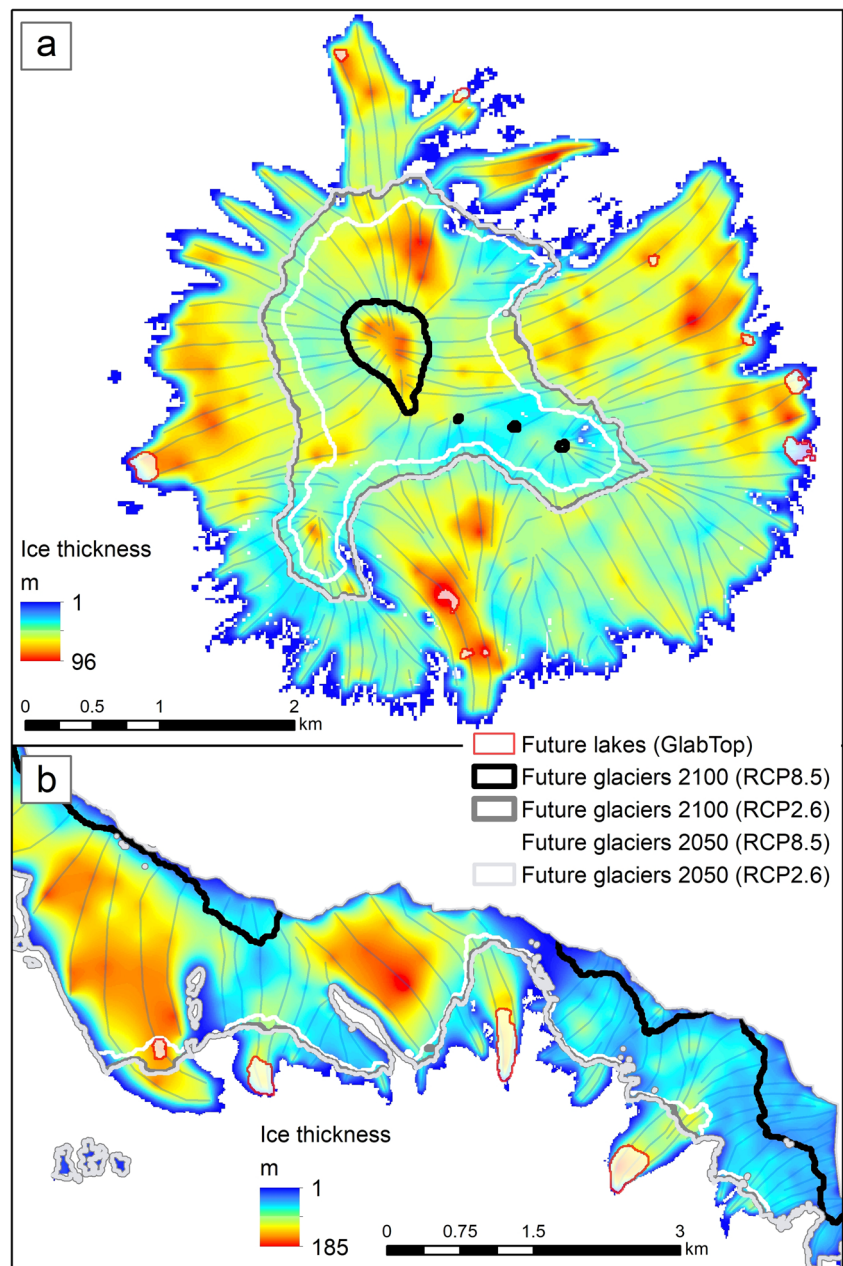 a
Ice thickness
m
1
96
0 0.5 1 2
km
Future lakes (GlabTop)
Future glaciers 2100 (RCP8.5)
Future glaciers 2100 (RCP2.6)
Future glaciers 2050 (RCP8.5)
Future glaciers 2050 (RCP2.6)
b
Ice thickness
m
1
185
0 0.75 1.5 3
km